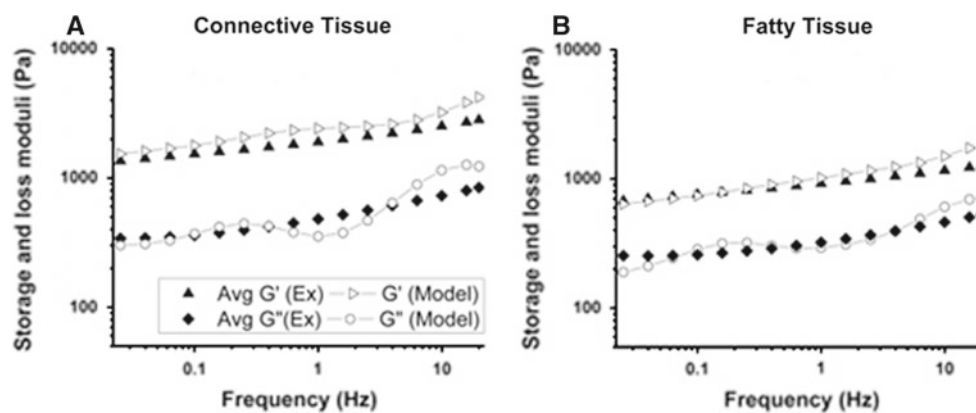 A
Connective Tissue
Storage and loss moduli (Pa)
10000
1000
100
Avg G' (Ex)
G' (Model)
Avg G"(Ex)
G" (Model)
0.1
1
10
Frequency (Hz)
B
Fatty Tissue
Storage and loss moduli (Pa)
10000
1000
100
0.1
1
10
Frequency (Hz)